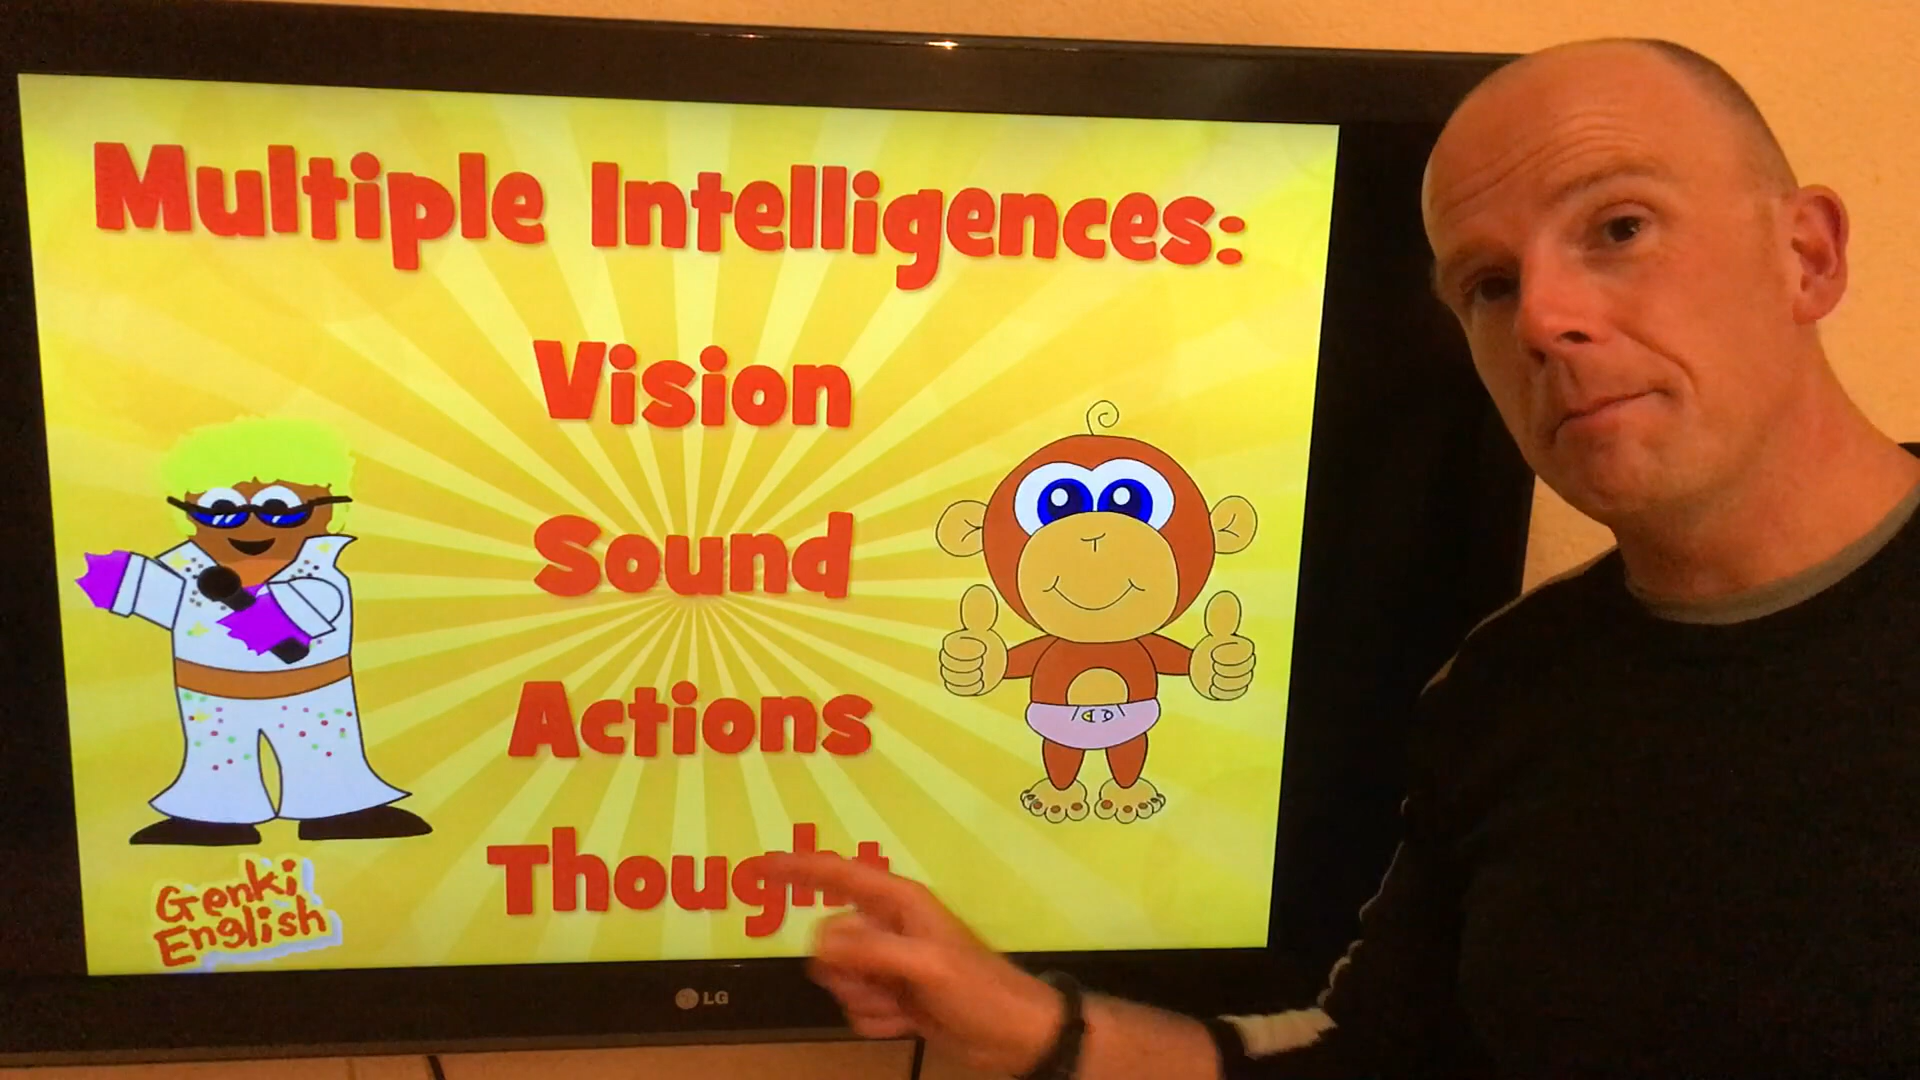 Multiple Intelligences:
Vision
Sound
Actions
Thought
Genki
English
LG